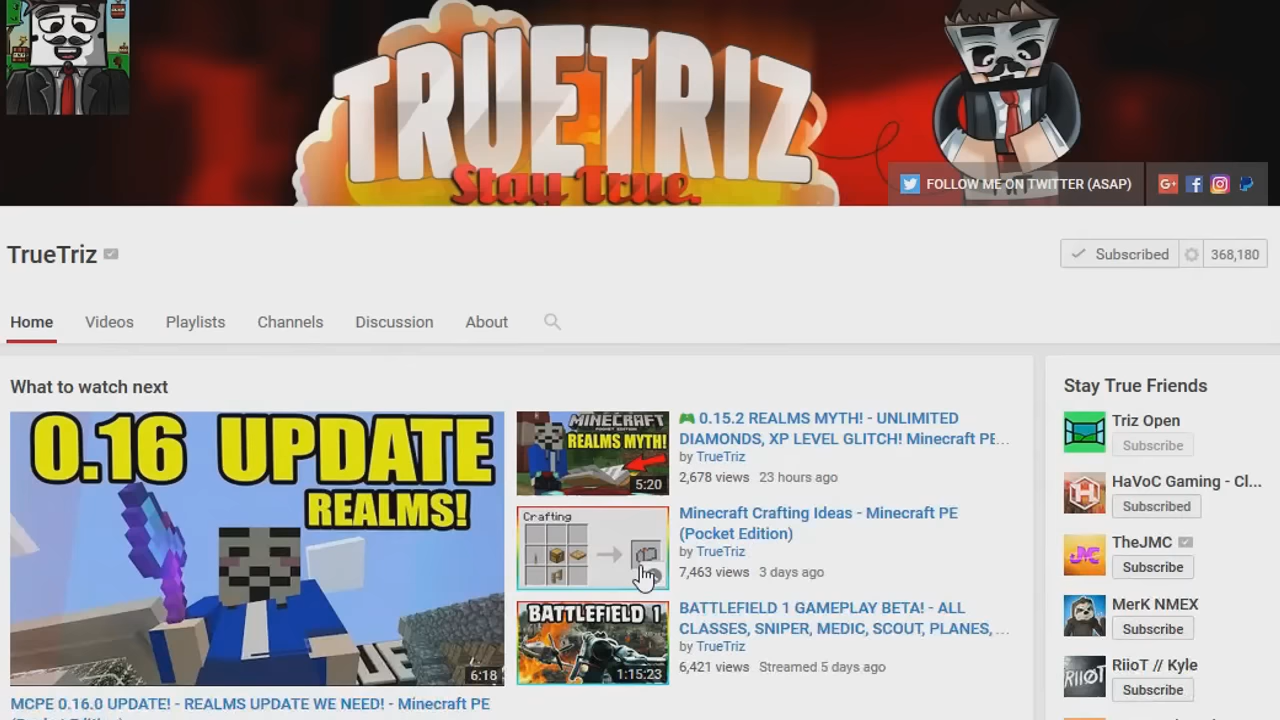 TRUETRIZ
Stay True.
FOLLOW ME ON TWITTER (ASAP)
TrueTriz
Subscribed
368,180
Home
Videos
Playlists
Channels
Discussion
About
What to watch next
0.16 UPDATE
REALMS!
6:18
MCPE 0.16.0 UPDATE! - REALMS UPDATE WE NEED! - Minecraft PE
MINECRAFT
POCKET EDITION
REALMS MYTH!
5:20
0.15.2 REALMS MYTH! - UNLIMITED
DIAMONDS, XP LEVEL GLITCH! Minecraft PE...
by TrueTriz
2,678 views 23 hours ago
Crafting
Minecraft Crafting Ideas - Minecraft PE
(Pocket Edition)
by TrueTriz
7,463 views 3 days ago
BATTLEFIELD 1
1:15:23
BATTLEFIELD 1 GAMEPLAY BETA! - ALL
CLASSES, SNIPER, MEDIC, SCOUT, PLANES, ...
by TrueTriz
6,421 views Streamed 5 days ago
Stay True Friends
Triz Open
Subscribe
HaVoC Gaming - Cl...
Subscribed
JMC
TheJMC
Subscribe
MerK NMEX
Subscribe
RiiOT
RiioT // Kyle
Subscribe